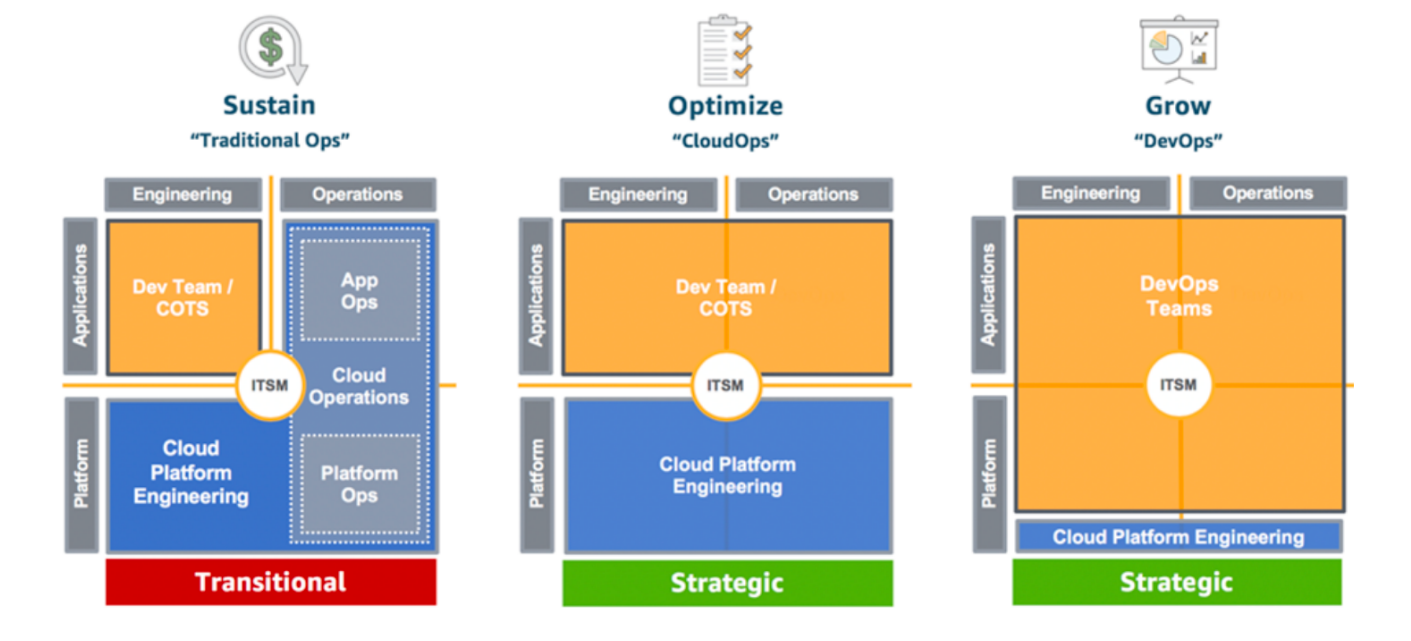 $
Sustain
“Traditional Ops”
Engineering
Operations
Applications
Dev Team /
COTS
App
Ops
ITSM
Cloud
Operations
Platform
Cloud
Platform
Engineering
Platform
Ops
Transitional
Optimize
“CloudOps”
Engineering
Operations
Applications
Dev Team /
COTS
ITSM
Platform
Cloud Platform
Engineering
Strategic
Grow
“DevOps”
Engineering
Operations
Applications
DevOps
Teams
ITSM
Platform
Cloud Platform Engineering
Strategic